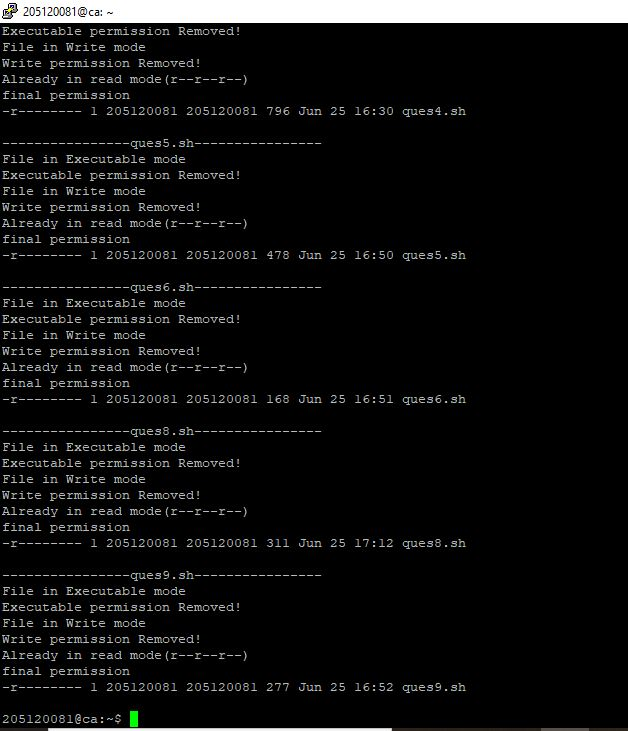 205120081@ca: ~
Executable permission Removed!
File in Write mode
Write permission Removed!
Already in read mode(r--r--r--)
final permission
-r-------- 1 205120081 205120081 796 Jun 25 16:30 ques4.sh
----------------ques5.sh----------------
File in Executable mode
Executable permission Removed!
File in Write mode
Write permission Removed!
Already in read mode(r--r--r--)
final permission
-r-------- 1 205120081 205120081 478 Jun 25 16:50 ques5.sh
----------------ques6.sh----------------
File in Executable mode
Executable permission Removed!
File in Write mode
Write permission Removed!
Already in read mode(r--r--r--)
final permission
-r-------- 1 205120081 205120081 168 Jun 25 16:51 ques6.sh
----------------ques8.sh----------------
File in Executable mode
Executable permission Removed!
File in Write mode
Write permission Removed!
Already in read mode(r--r--r--)
final permission
-r-------- 1 205120081 205120081 311 Jun 25 17:12 ques8.sh
----------------ques9.sh----------------
File in Executable mode
Executable permission Removed!
File in Write mode
Write permission Removed!
Already in read mode(r--r--r--)
final permission
-r-------- 1 205120081 205120081 277 Jun 25 16:52 ques9.sh
205120081@ca:~$